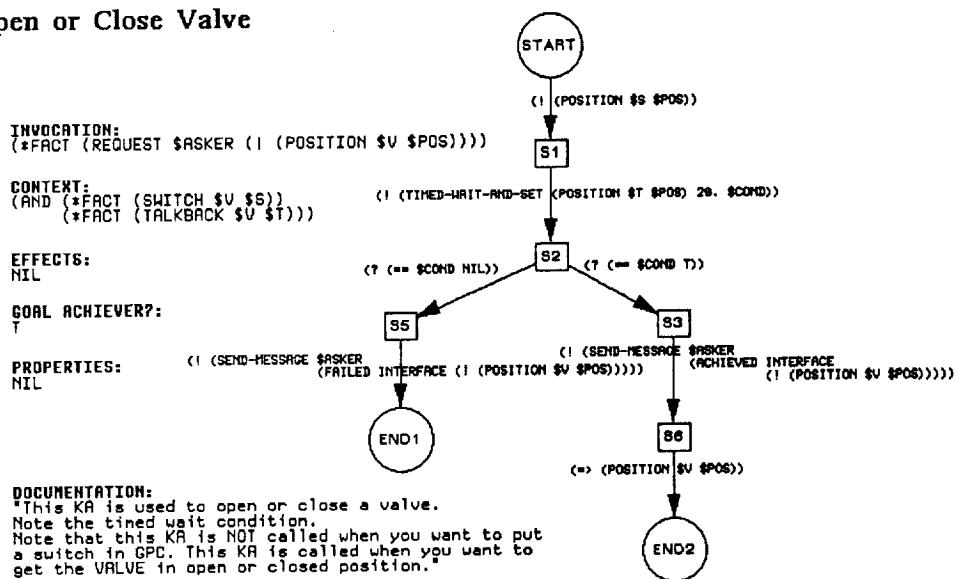 pen or Close Valve
START
(! (POSITION $S $POS))
INVOCATION:
(*FACT (REQUEST $ASKER (! (POSITION $V $POS))))
S1
CONTEXT:
(AND (*FACT (SWITCH $V $S))
(*FACT (TALKBACK $V $T)))
(! (TIMED-WAIT-AND-SET (POSITION $T $POS) 20. $COND))
EFFECTS:
NIL
S2
(? (== $COND NIL))
(? (== $COND T))
GOAL ACHIEVER?:
T
S5
S3
PROPERTIES:
NIL
(! (SEND-MESSAGE $ASKER
(FAILED INTERFACE (! (POSITION $V $POS)))))
(! (SEND-MESSAGE $ASKER
(ACHIEVED INTERFACE
(! (POSITION $V $POS)))))
END1
S6
(=> (POSITION $V $POS))
END2
DOCUMENTATION:
"This KA is used to open or close a valve.
Note the timed wait condition.
Note that this KA is NOT called when you want to put
a switch in GPC. This KA is called when you want to
get the VALVE in open or closed position."